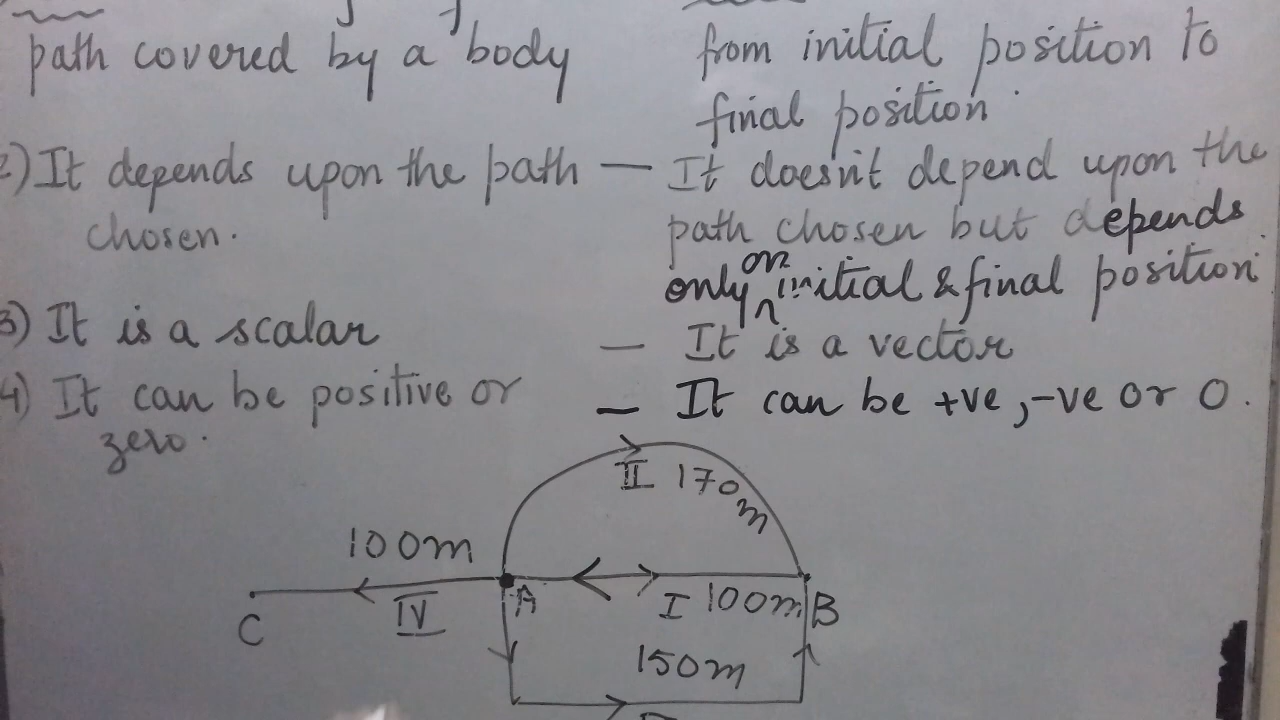 path covered by a body
from initial position to
final position.
2) It depends upon the path
chosen.
— It doesn't depend upon the
path chosen but depends
only on initial & final position.
3) It is a scalar
— It is a vector
4) It can be positive or
zero.
— It can be +ve, -ve or 0.
II 170m
100m
A
I 100m
B
C
IV
150m